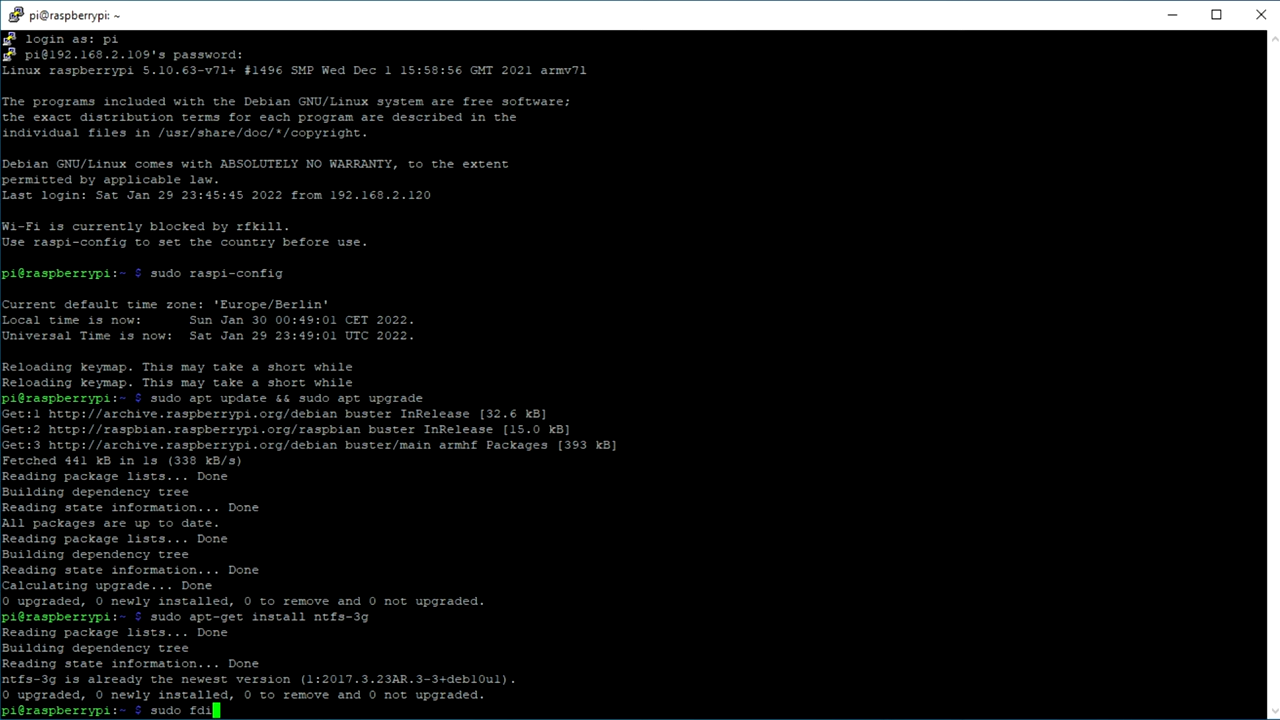 pi@raspberrypi: ~
login as: pi
pi@192.168.2.109's password:
Linux raspberrypi 5.10.63-v7l+ #1496 SMP Wed Dec 1 15:58:56 GMT 2021 armv7l
The programs included with the Debian GNU/Linux system are free software;
the exact distribution terms for each program are described in the
individual files in /usr/share/doc/*/copyright.
Debian GNU/Linux comes with ABSOLUTELY NO WARRANTY, to the extent
permitted by applicable law.
Last login: Sat Jan 29 23:45:45 2022 from 192.168.2.120
Wi-Fi is currently blocked by rfkill.
Use raspi-config to set the country before use.
pi@raspberrypi:~ $ sudo raspi-config
Current default time zone: 'Europe/Berlin'
Local time is now:      Sun Jan 30 00:49:01 CET 2022.
Universal Time is now:  Sat Jan 29 23:49:01 UTC 2022.
Reloading keymap. This may take a short while
Reloading keymap. This may take a short while
pi@raspberrypi:~ $ sudo apt update && sudo apt upgrade
Get:1 http://archive.raspberrypi.org/debian buster InRelease [32.6 kB]
Get:2 http://raspbian.raspberrypi.org/raspbian buster InRelease [15.0 kB]
Get:3 http://archive.raspberrypi.org/debian buster/main armhf Packages [393 kB]
Fetched 441 kB in 1s (338 kB/s)
Reading package lists... Done
Building dependency tree
Reading state information... Done
All packages are up to date.
Reading package lists... Done
Building dependency tree
Reading state information... Done
Calculating upgrade... Done
0 upgraded, 0 newly installed, 0 to remove and 0 not upgraded.
pi@raspberrypi:~ $ sudo apt-get install ntfs-3g
Reading package lists... Done
Building dependency tree
Reading state information... Done
ntfs-3g is already the newest version (1:2017.3.23AR.3-3+deb10u1).
0 upgraded, 0 newly installed, 0 to remove and 0 not upgraded.
pi@raspberrypi:~ $ sudo fdi